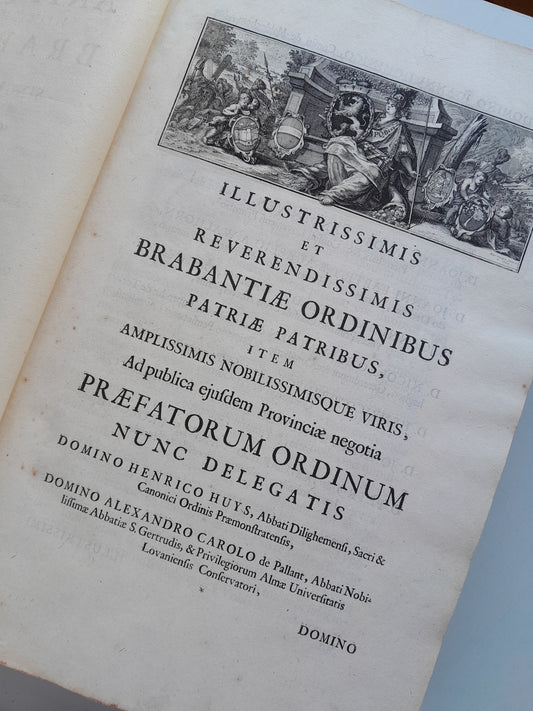 ILLUSTRISSIMIS
ET
REVERENDISSIMIS
BRABANTIÆ ORDINIBUS
PATRIÆ PATRIBUS,
ITEM
AMPLISSIMIS NOBILISSIMISQUE VIRIS,
Ad publica ejuſdem Provinciæ negotia
PRÆFATORUM ORDINUM
NUNC DELEGATIS
DOMINO HENRICO HUYS, Abbati Dilighemenſi, Sacri &
Canonici Ordinis Præmonſtratenſis,
DOMINO ALEXANDRO CAROLO de Pallant, Abbati Nobi-
liſſimæ Abbatiæ S. Gertrudis, & Privilegiorum Almæ Univerſitatis
Lovanienſis Conſervatori,
*
DOMINO